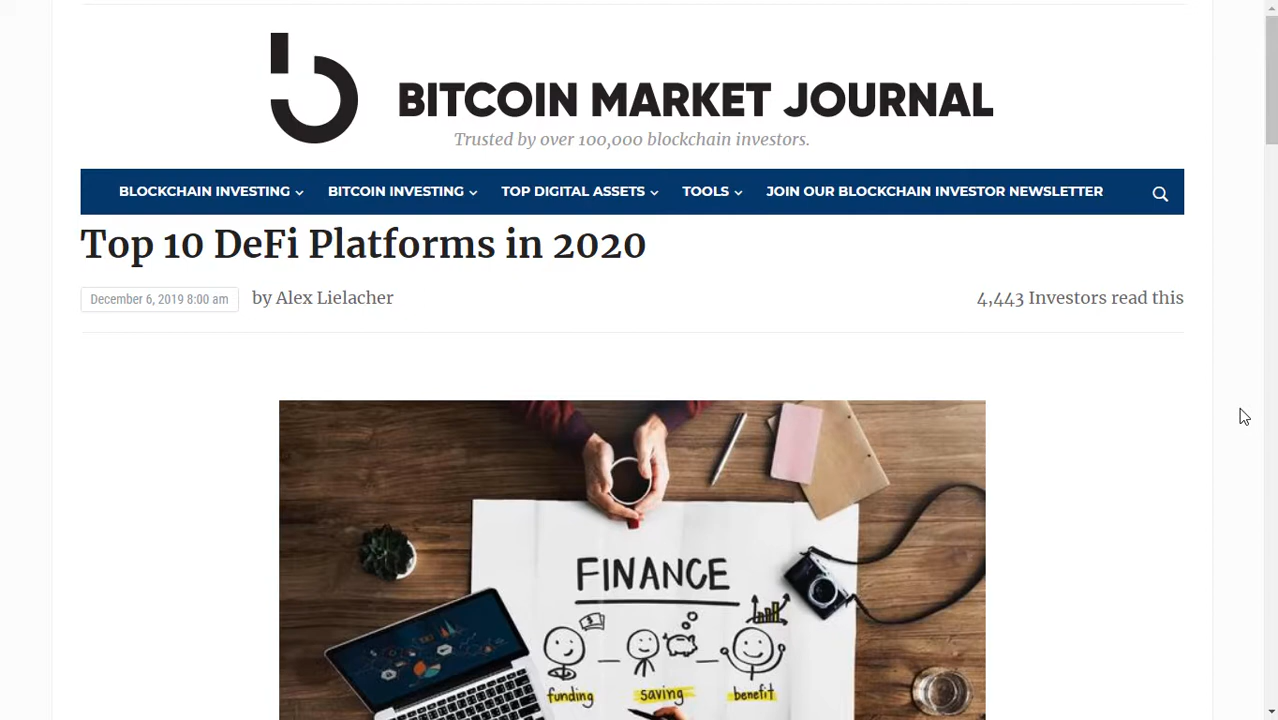 BITCOIN MARKET JOURNAL
Trusted by over 100,000 blockchain investors.
BLOCKCHAIN INVESTING BITCOIN INVESTING TOP DIGITAL ASSETS TOOLS JOIN OUR BLOCKCHAIN INVESTOR NEWSLETTER
Top 10 DeFi Platforms in 2020
December 6, 2019 8:00 am by Alex Lielacher 4,443 Investors read this
FINANCE
funding saving benefit